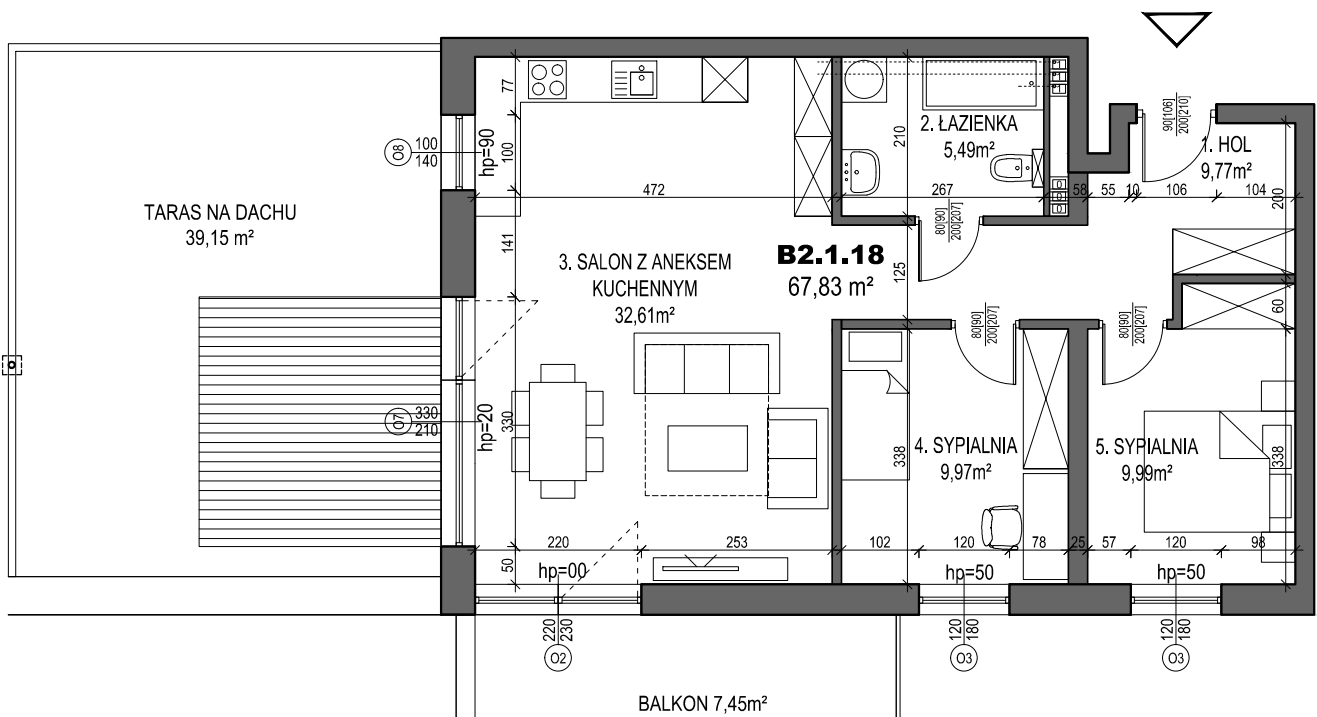 TARAS NA DACHU
39,15 m²
O8
100
140
hp=90
77
100
141
472
210
2. ŁAZIENKA
5,49m²
267
58
55
10
106
104
90[106]
200[210]
1. HOL
9,77m²
200
80[90]
200[207]
125
B2.1.18
67,83 m²
3. SALON Z ANEKSEM
KUCHENNYM
32,61m²
80[90]
200[207]
80[90]
200[207]
60
O7
330
210
hp=20
330
338
4. SYPIALNIA
9,97m²
5. SYPIALNIA
9,99m²
338
50
220
253
102
120
78
25
57
120
98
hp=00
hp=50
hp=50
220
230
O2
120
180
O3
120
180
O3
BALKON 7,45m²